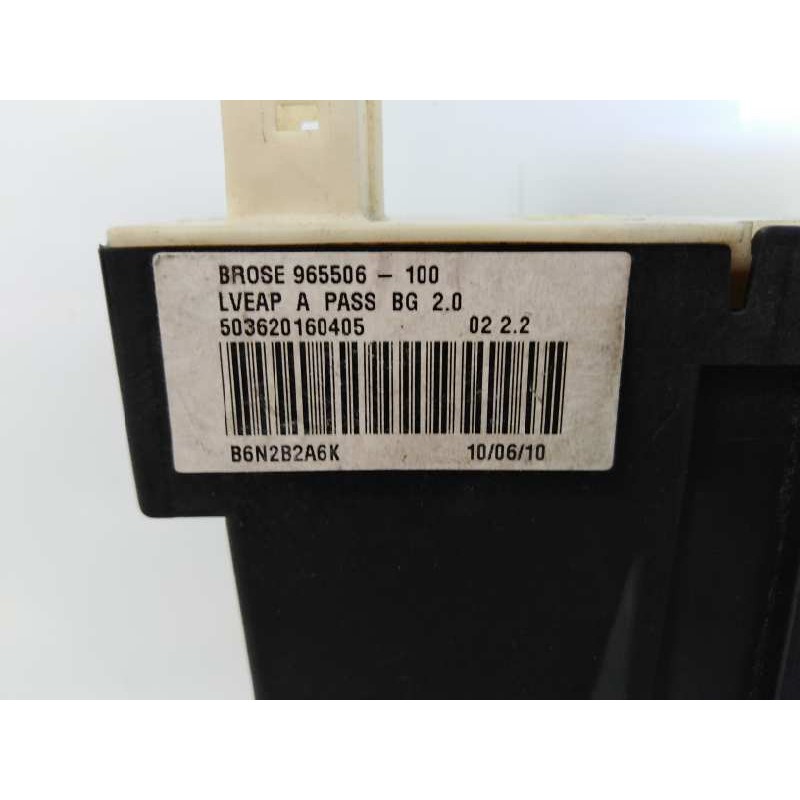 BROSE 965506 - 100
LVEAP A PASS BG 2.0
503620160405 02 2.2
B6N2B2A6K 10/06/10